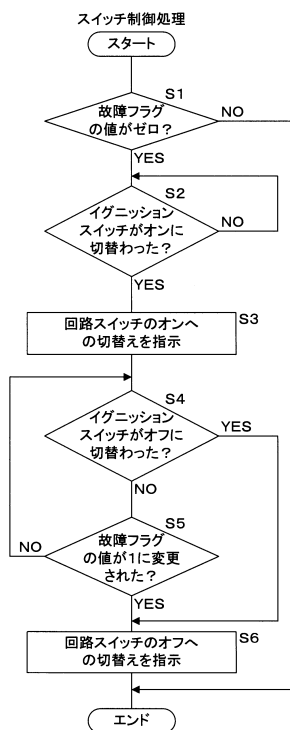 スイッチ制御処理
スタート
S1
故障フラグ
の値がゼロ？
NO
YES
S2
イグニッション
スイッチがオンに
切替わった？
NO
YES
S3
回路スイッチのオンへ
の切替えを指示
S4
イグニッション
スイッチがオフに
切替わった？
YES
NO
S5
故障フラグ
の値が1に変更
された？
NO
YES
S6
回路スイッチのオフへ
の切替えを指示
エンド